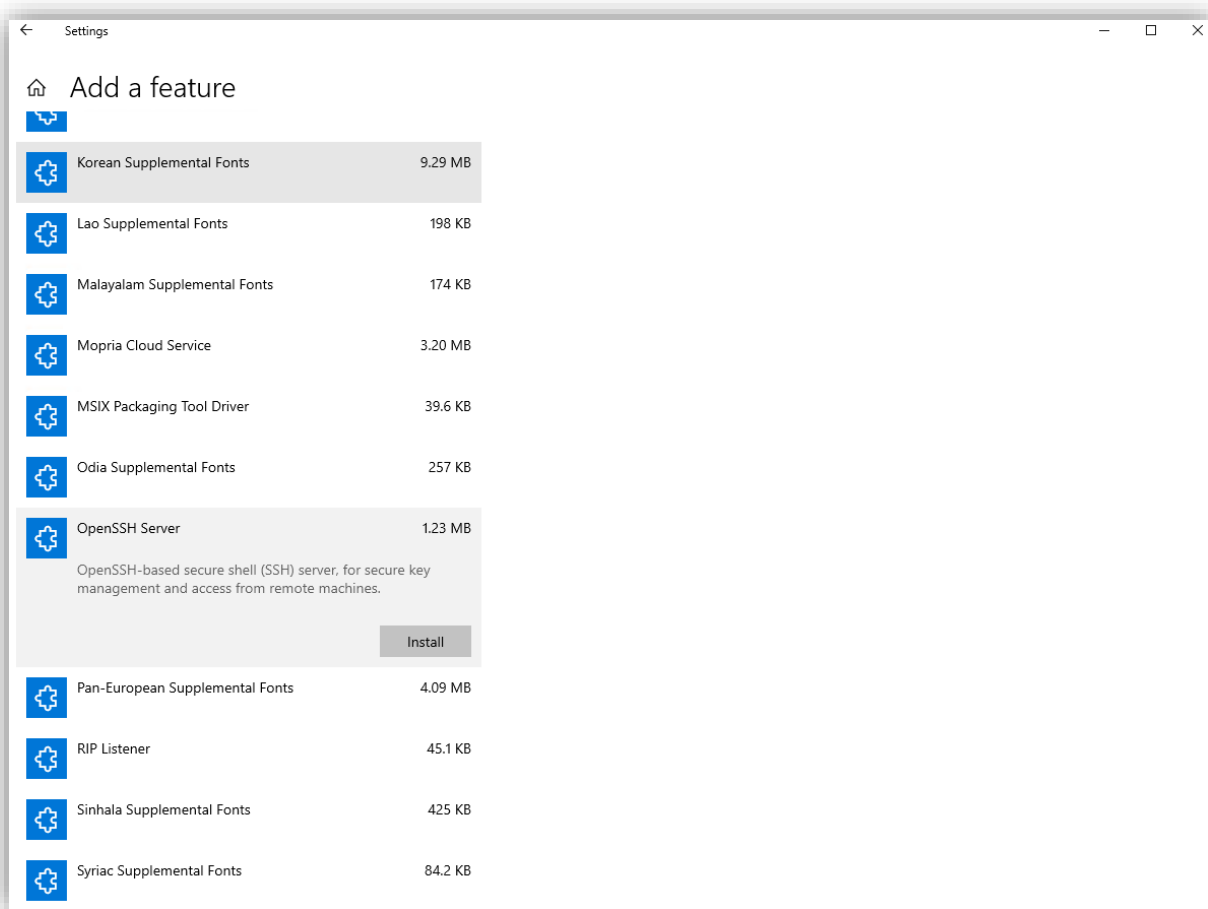 Settings
Add a feature
Korean Supplemental Fonts 9.29 MB
Lao Supplemental Fonts 198 KB
Malayalam Supplemental Fonts 174 KB
Mopria Cloud Service 3.20 MB
MSIX Packaging Tool Driver 39.6 KB
Odia Supplemental Fonts 257 KB
OpenSSH Server 1.23 MB
OpenSSH-based secure shell (SSH) server, for secure key
management and access from remote machines.
Install
Pan-European Supplemental Fonts 4.09 MB
RIP Listener 45.1 KB
Sinhala Supplemental Fonts 425 KB
Syriac Supplemental Fonts 84.2 KB